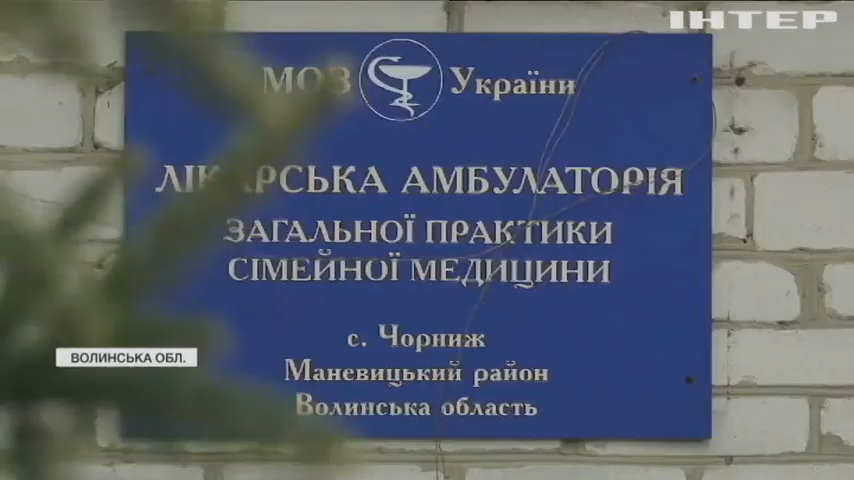 ІНТЕР
МОЗ України
ЛІКАРСЬКА АМБУЛАТОРІЯ
ЗАГАЛЬНОЇ ПРАКТИКИ
СІМЕЙНОЇ МЕДИЦИНИ
с. Чорниж
Маневицький район
Волинська область
ВОЛИНСЬКА ОБЛ.